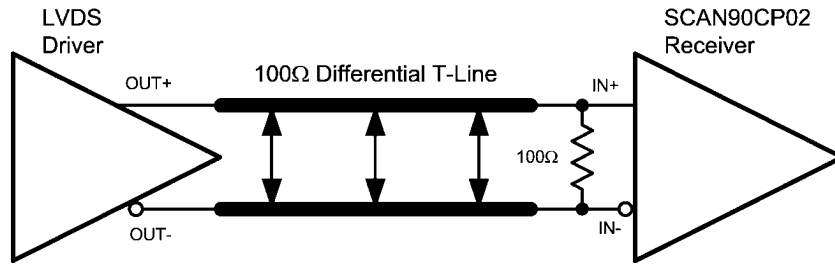 LVDS
Driver
SCAN90CP02
Receiver
OUT+
100Ω Differential T-Line
IN+
100Ω
OUT-
IN-